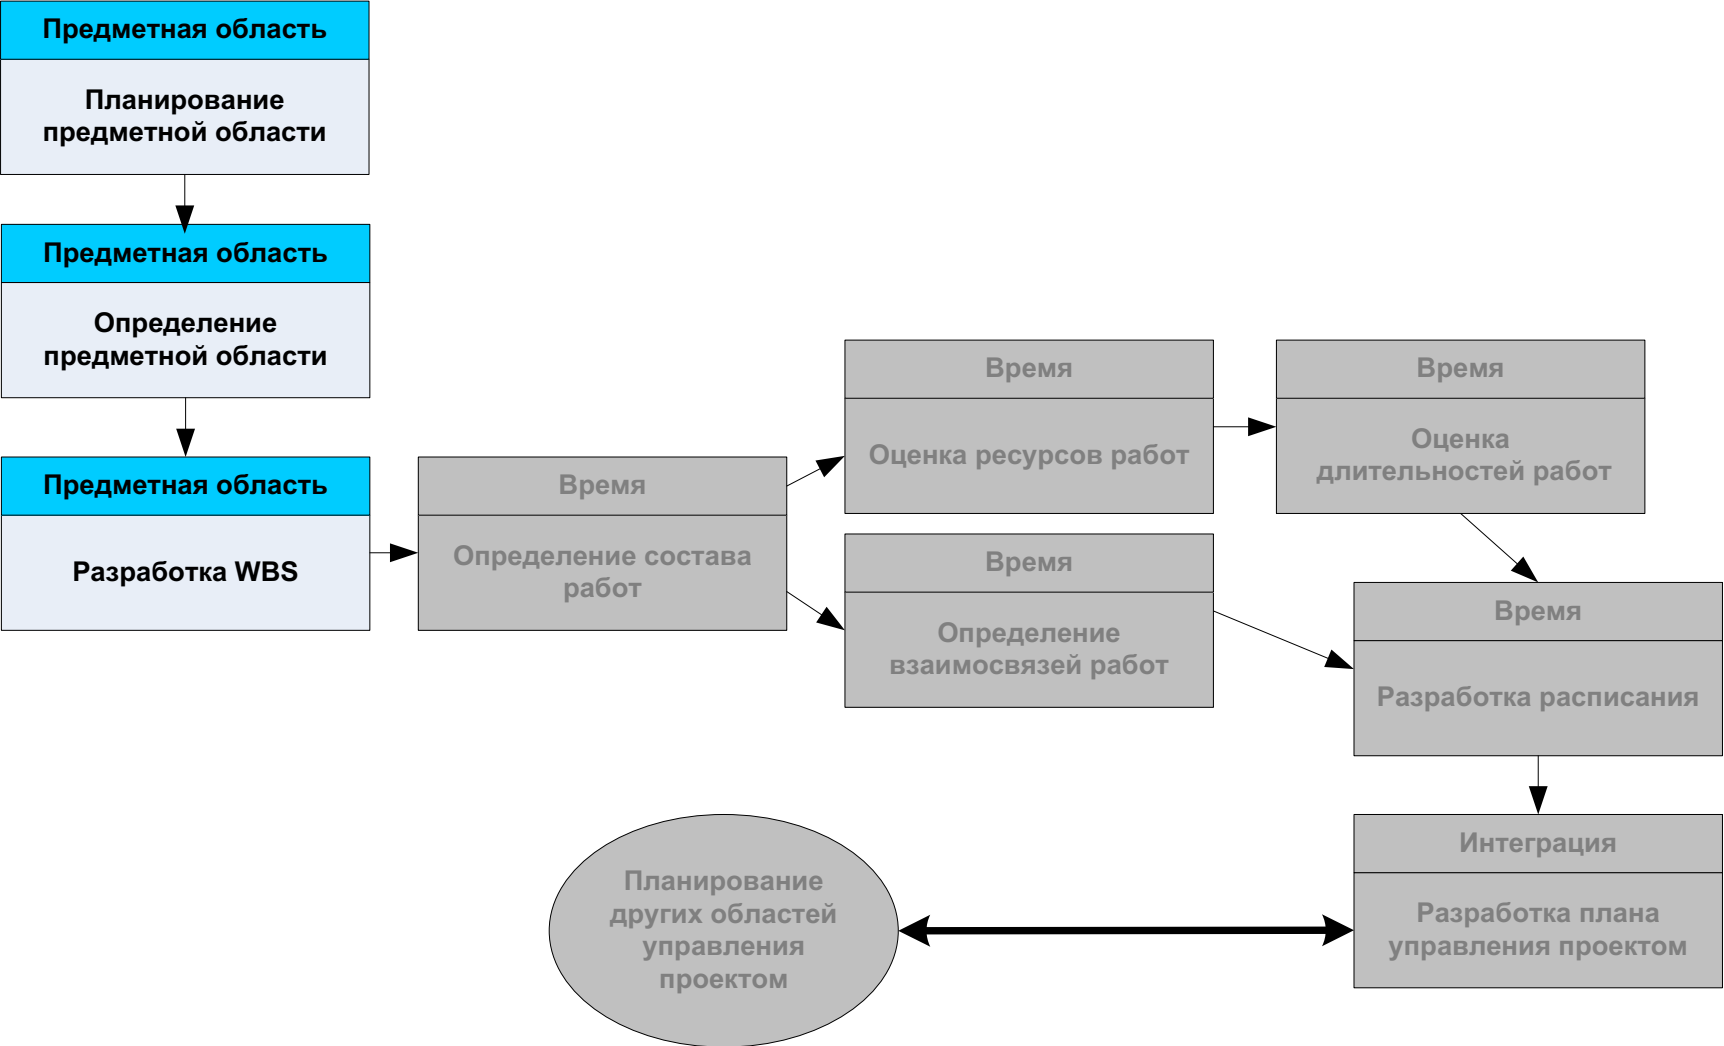 Предметная область
Планирование
предметной области
Предметная область
Определение
предметной области
Предметная область
Разработка WBS
Время
Определение состава
работ
Время
Оценка ресурсов работ
Время
Оценка
длительностей работ
Время
Определение
взаимосвязей работ
Время
Разработка расписания
Интеграция
Разработка плана
управления проектом
Планирование
других областей
управления
проектом